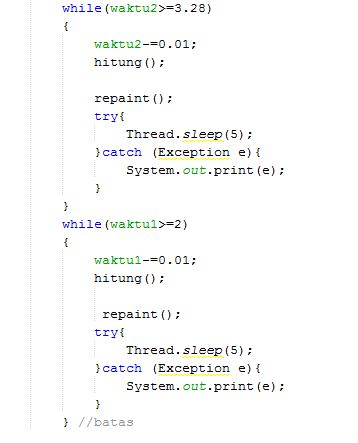 while(waktu2>=3.28)
{
waktu2-=0.01;
hitung();
repaint();
try{
Thread.sleep(5);
}catch (Exception e){
System.out.print(e);
}
}
while(waktu1>=2)
{
waktu1-=0.01;
hitung();
repaint();
try{
Thread.sleep(5);
}catch (Exception e){
System.out.print(e);
}
} //batas